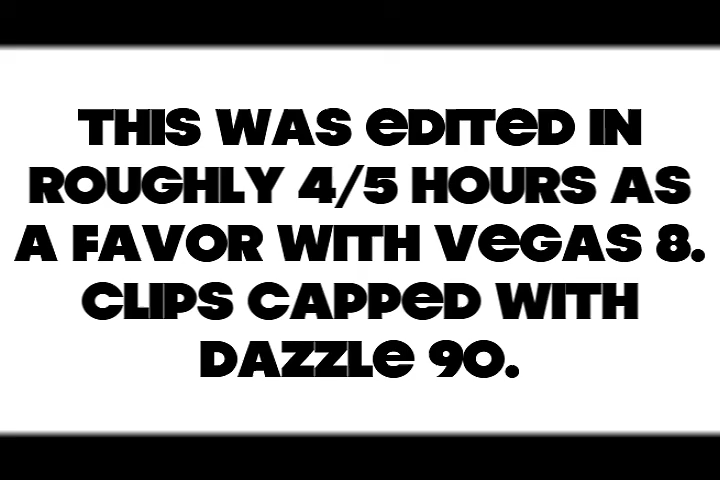 THIS WAS EDITED IN
ROUGHLY 4/5 HOURS AS
A FAVOR WITH VEGAS 8.
CLIPS CAPPED WITH
DAZZLE 90.